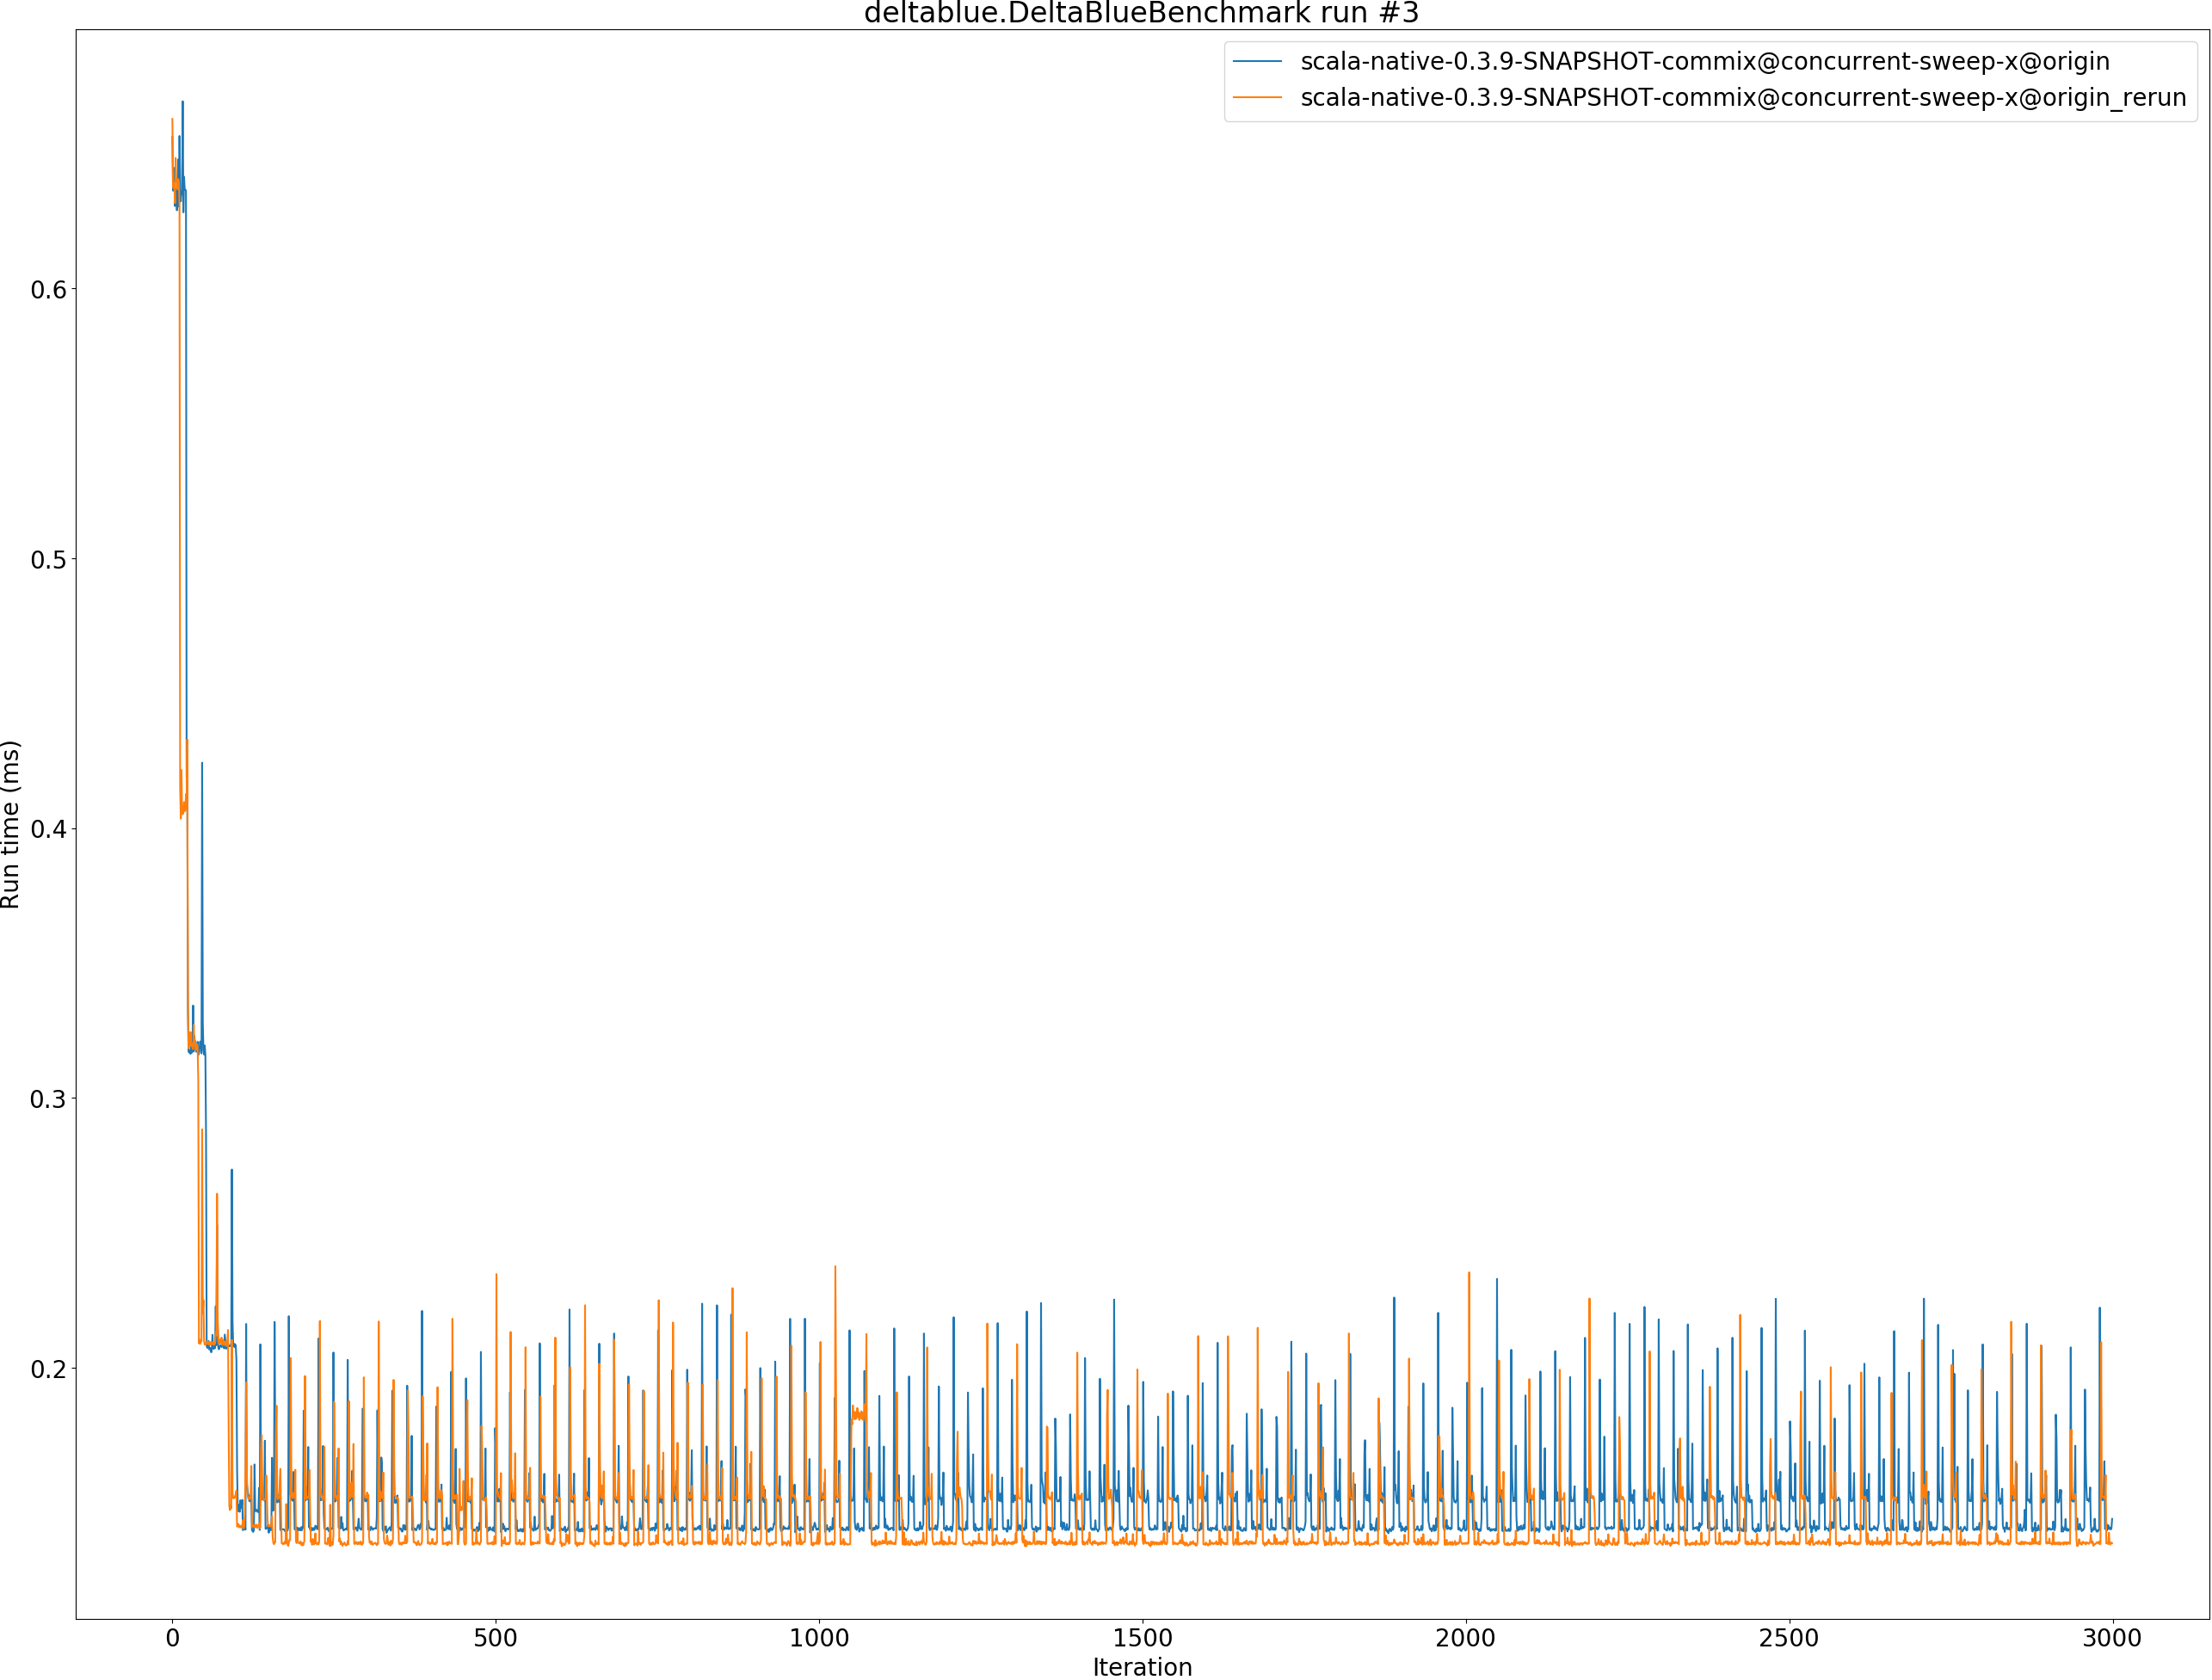 deltablue.DeltaBlueBenchmark run #3
scala-native-0.3.9-SNAPSHOT-commix@concurrent-sweep-x@origin
scala-native-0.3.9-SNAPSHOT-commix@concurrent-sweep-x@origin_rerun
Run time (ms)
0.6
0.5
0.4
0.3
0.2
0 500 1000 1500 2000 2500 3000
Iteration